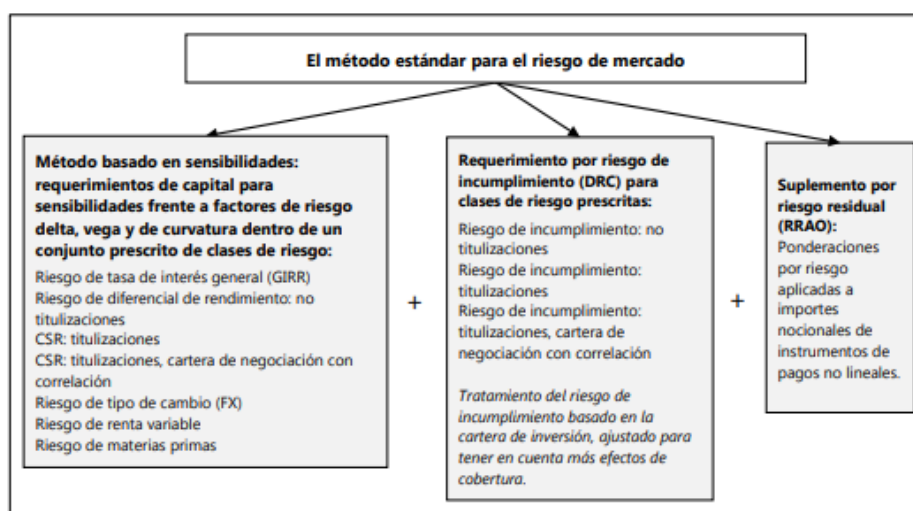 El método estándar para el riesgo de mercado
Método basado en sensibilidades:
requerimientos de capital para
sensibilidades frente a factores de riesgo
delta, vega y de curvatura dentro de un
conjunto prescrito de clases de riesgo:
Riesgo de tasa de interés general (GIRR)
Riesgo de diferencial de rendimiento: no
titulizaciones
CSR: titulizaciones
CSR: titulizaciones, cartera de negociación con
correlación
Riesgo de tipo de cambio (FX)
Riesgo de renta variable
Riesgo de materias primas
+
Requerimiento por riesgo de
incumplimiento (DRC) para
clases de riesgo prescritas:
Riesgo de incumplimiento: no
titulizaciones
Riesgo de incumplimiento:
titulizaciones
Riesgo de incumplimiento:
titulizaciones, cartera de
negociación con correlación
Tratamiento del riesgo de
incumplimiento basado en la
cartera de inversión, ajustado para
tener en cuenta más efectos de
cobertura.
+
Suplemento por
riesgo residual
(RRAO):
Ponderaciones
por riesgo
aplicadas a
importes
nocionales de
instrumentos de
pagos no lineales.